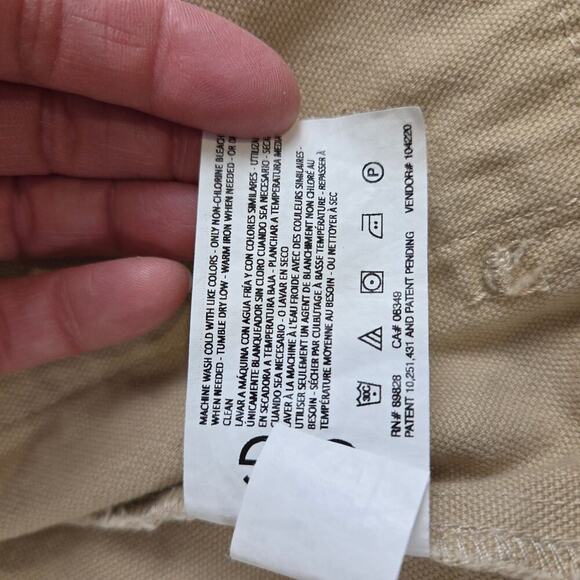 MACHINE WASH COLD WITH LIKE COLORS - ONLY NON-CHLORINE BLEACH
WHEN NEEDED - TUMBLE DRY LOW - WARM IRON WHEN NEEDED - OR
CLEAN
LAVAR A MÁQUINA CON AGUA FRÍA Y CON COLORES SIMILARES -
ÚNICAMENTE BLANQUEADOR SIN CLORO CUANDO SEA NECESARIO -
EN SECADORA A TEMPERATURA BAJA - PLANCHAR A TEMPERATURA MEDIA
CUANDO SEA NECESARIO - O LAVAR EN SECO
LAVER À LA MACHINE À L'EAU FROIDE AVEC DES COULEURS SIMILAIRES -
UTILISER SEULEMENT UN AGENT DE BLANCHIMENT NON CHLORÉ AU
BESOIN - SÉCHER PAR CULBUTAGE À BASSE TEMPÉRATURE - REPASSER À
TEMPÉRATURE MOYENNE AU BESOIN - OU NETTOYER À SEC
30C P
RN# 89828 CA# 08349
PATENT 10,251,431 AND PATENT PENDING VENDOR# 104220